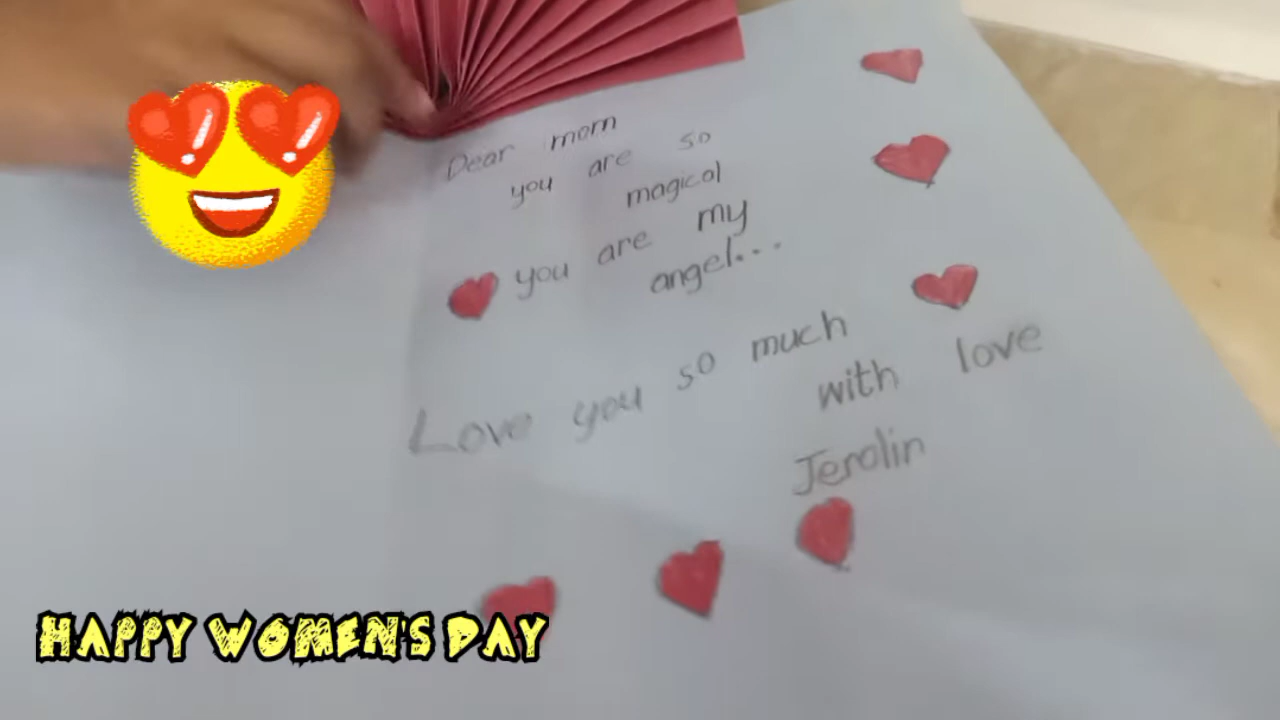 Dear mom
you are so
magical
you are my
angel...
Love you so much
with love
Jerolin
HAPPY WOMEN'S DAY